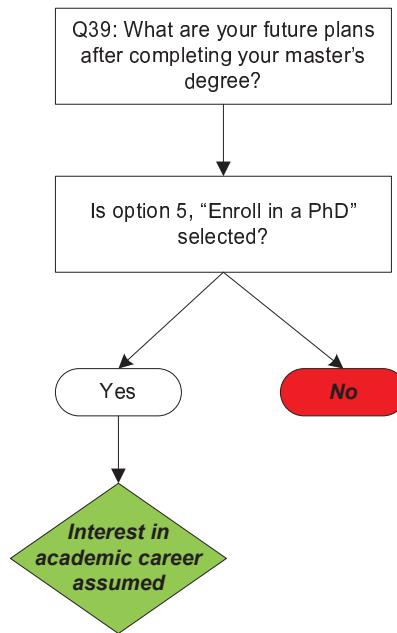 Q39: What are your future plans
after completing your master’s
degree?
Is option 5, “Enroll in a PhD”
selected?
Yes
No
Interest in
academic career
assumed